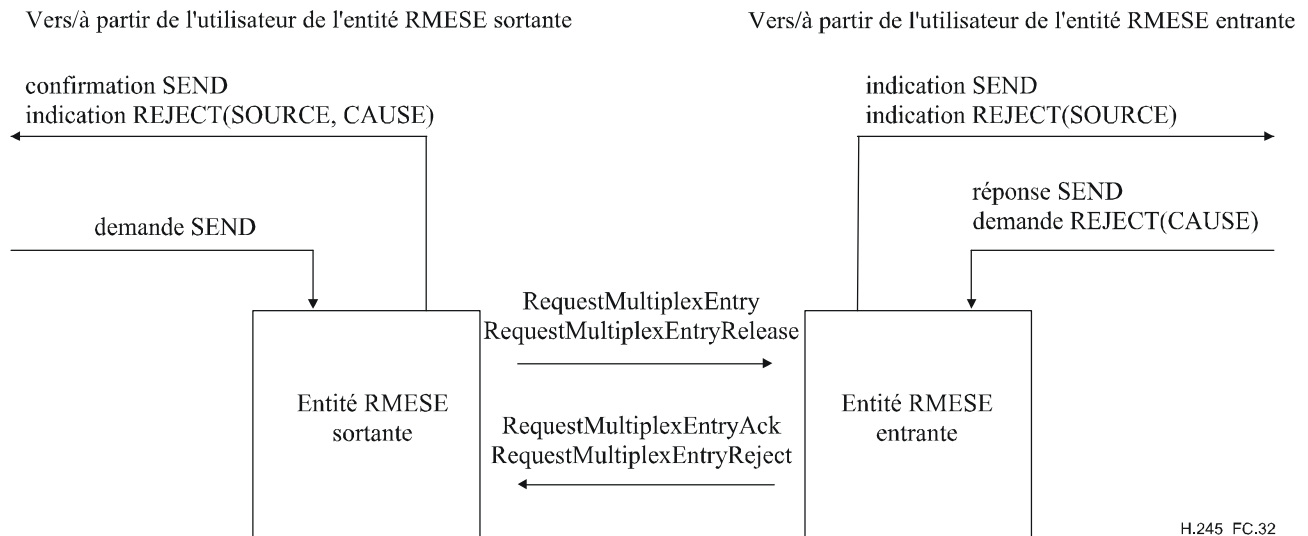 Vers/à partir de l'utilisateur de l'entité RMESE sortante
Vers/à partir de l'utilisateur de l'entité RMESE entrante
confirmation SEND
indication REJECT(SOURCE, CAUSE)
indication SEND
indication REJECT(SOURCE)
demande SEND
réponse SEND
demande REJECT(CAUSE)
RequestMultiplexEntry
RequestMultiplexEntryRelease
Entité RMESE
sortante
RequestMultiplexEntryAck
RequestMultiplexEntryReject
Entité RMESE
entrante
H.245_FC.32